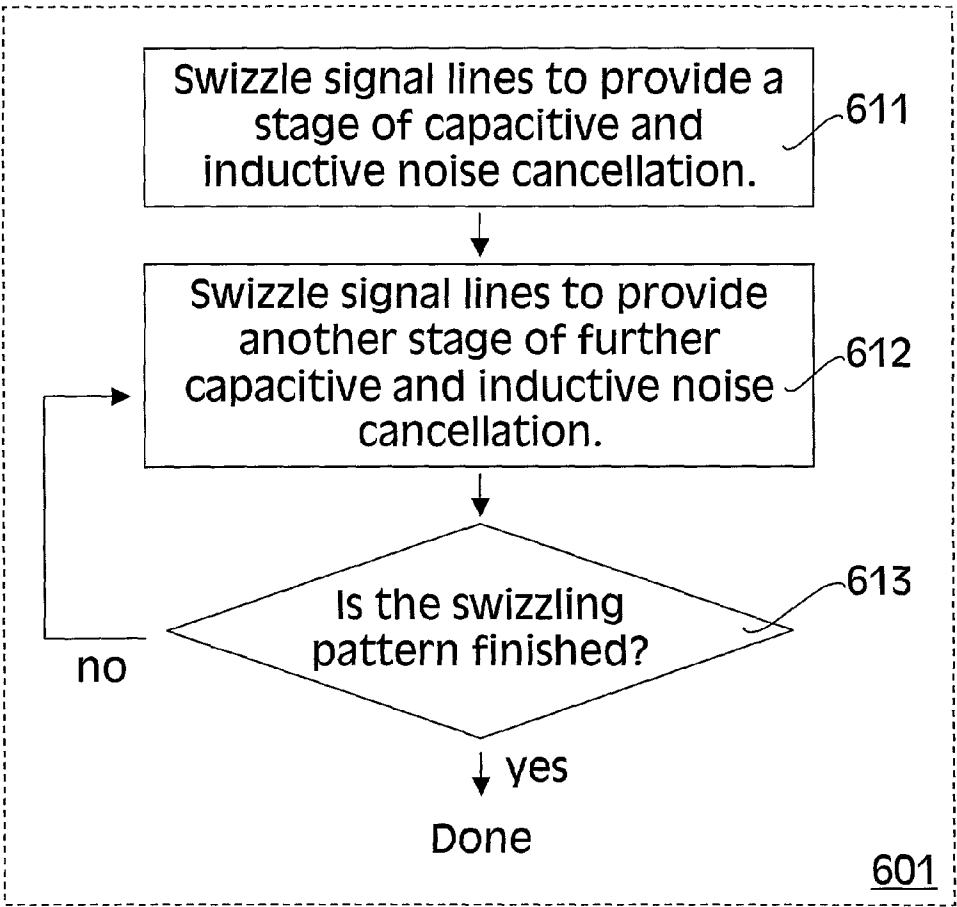 Swizzle signal lines to provide a
stage of capacitive and
inductive noise cancellation.
611
Swizzle signal lines to provide
another stage of further
capacitive and inductive noise
cancellation.
612
Is the swizzling
pattern finished?
613
no
yes
Done
601